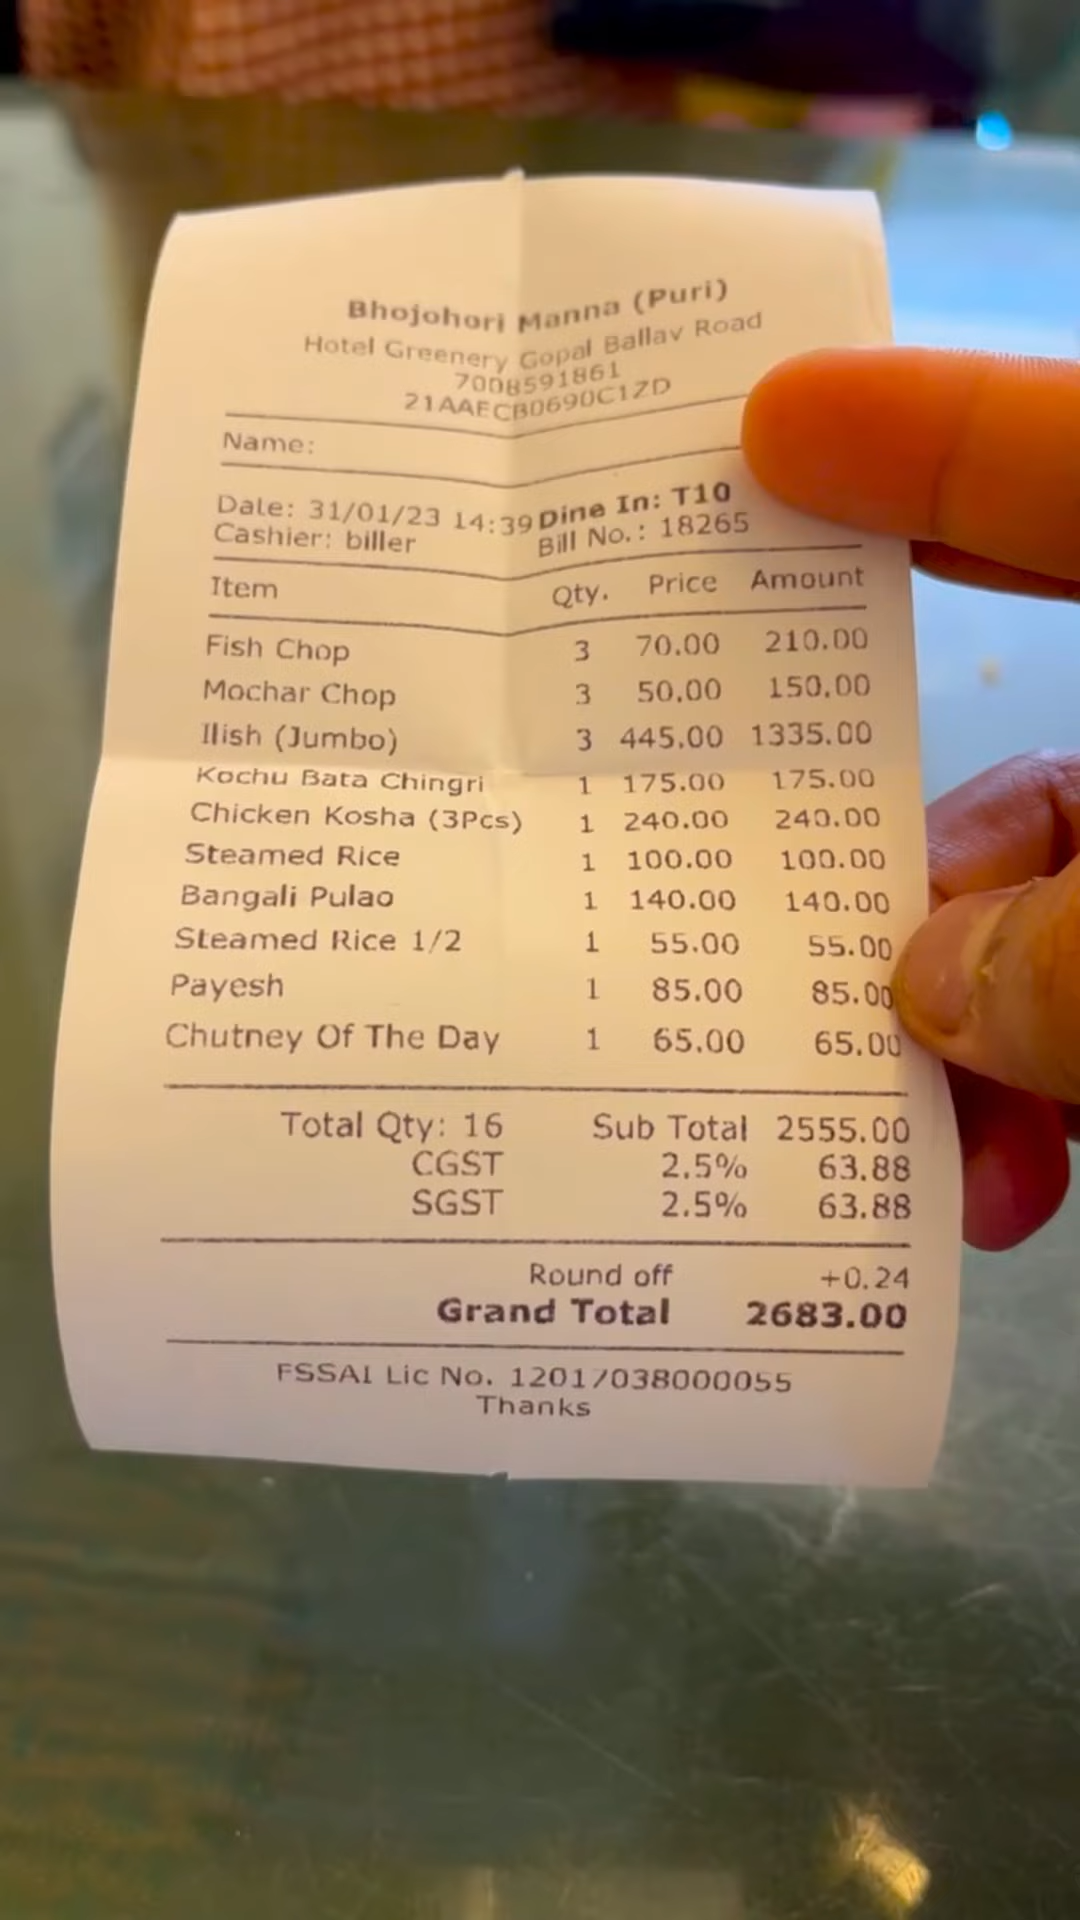 Bhojohori Manna (Puri)
Hotel Greenery Gopal Ballav Road
7008591861
21AAECB0690C1ZD
Name:
Date: 31/01/23 14:39 Dine In: T10
Cashier: biller Bill No.: 18265
Item Qty. Price Amount
Fish Chop 3 70.00 210.00
Mochar Chop 3 50.00 150.00
Ilish (Jumbo) 3 445.00 1335.00
Kochu Bata Chingri 1 175.00 175.00
Chicken Kosha (3Pcs) 1 240.00 240.00
Steamed Rice 1 100.00 100.00
Bangali Pulao 1 140.00 140.00
Steamed Rice 1/2 1 55.00 55.00
Payesh 1 85.00 85.00
Chutney Of The Day 1 65.00 65.00
Total Qty: 16 Sub Total 2555.00
CGST 2.5% 63.88
SGST 2.5% 63.88
Round off +0.24
Grand Total 2683.00
FSSAI Lic No. 12017038000055
Thanks